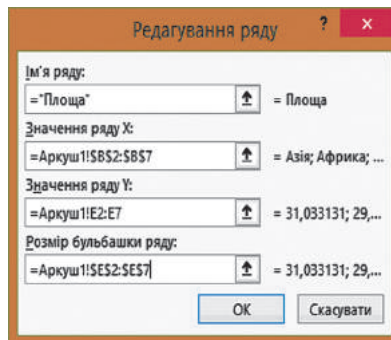 Редагування ряду ? x
Ім'я ряду:
="Площа" = Площа
Значення ряду X:
=Аркуш1!$B$2:$B$7 = Азія; Африка; ...
Значення ряду Y:
=Аркуш1!E2:E7 = 31,033131; 29,...
Розмір бульбашки ряду:
=Аркуш1!$E$2:$E$7 = 31,033131; 29,...
ОК Скасувати